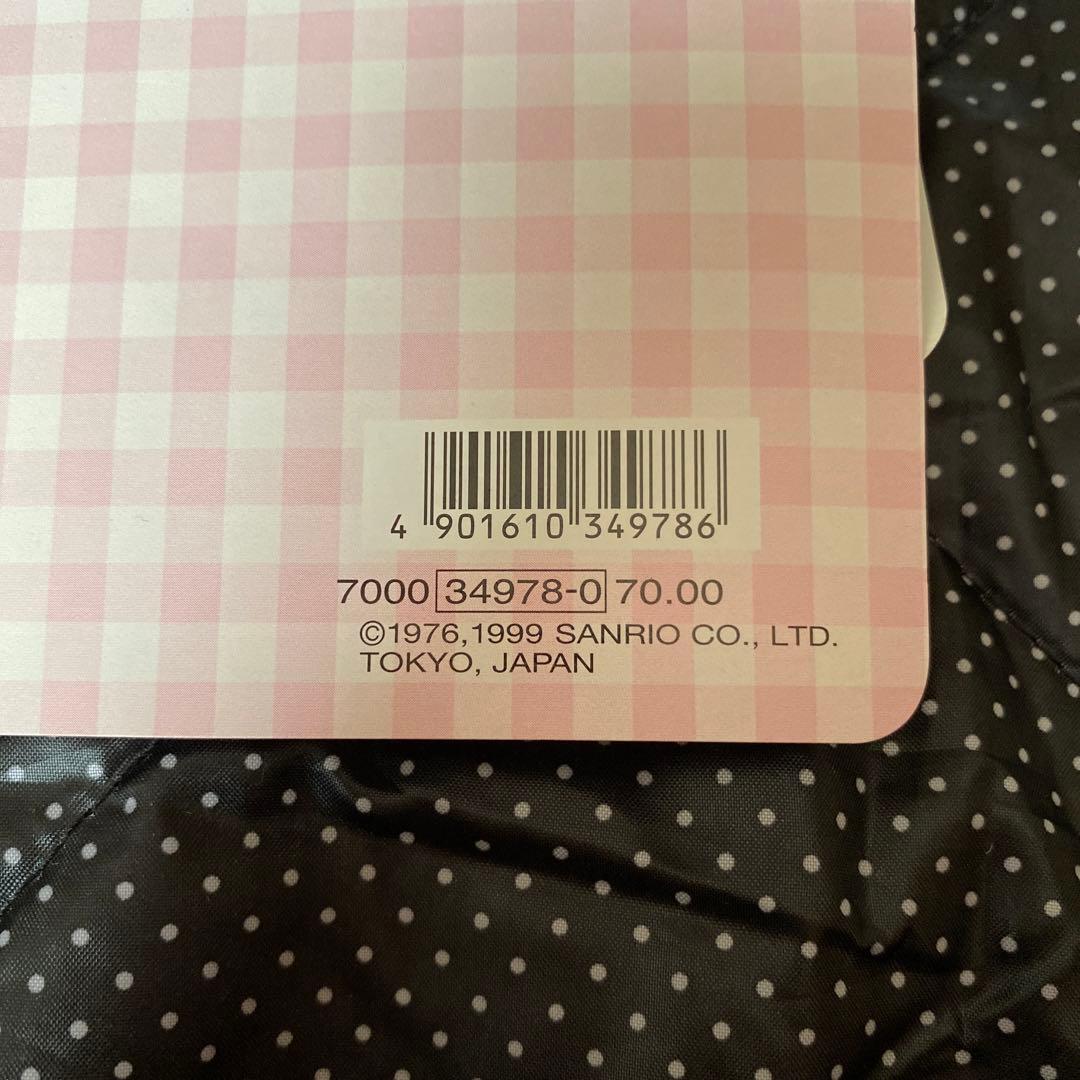 4 901610 349786
7000 34978-0 70.00
©1976,1999 SANRIO CO., LTD.
TOKYO, JAPAN